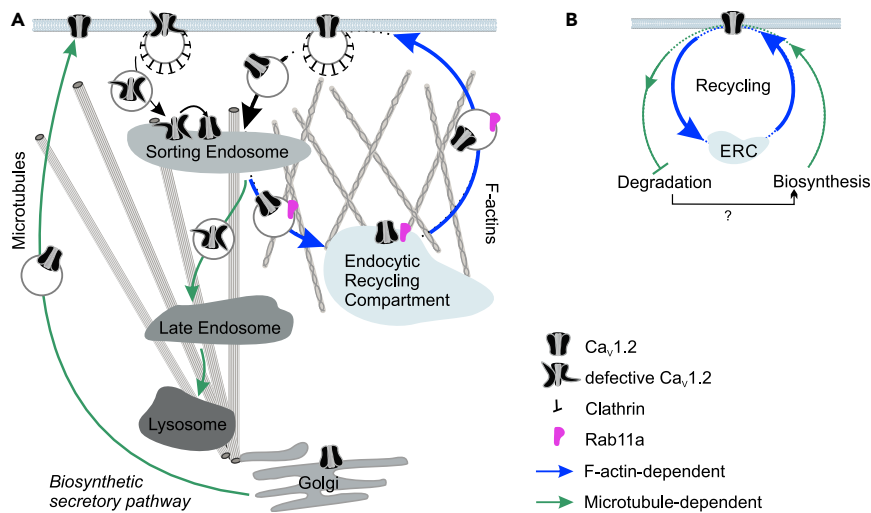 A
Microtubules
Sorting Endosome
F-actins
Endocytic
Recycling
Compartment
Late Endosome
Lysosome
Golgi
Biosynthetic
secretory pathway
B
Recycling
ERC
Degradation
Biosynthesis
?
Caᵥ1.2
defective Caᵥ1.2
Clathrin
Rab11a
F-actin-dependent
Microtubule-dependent